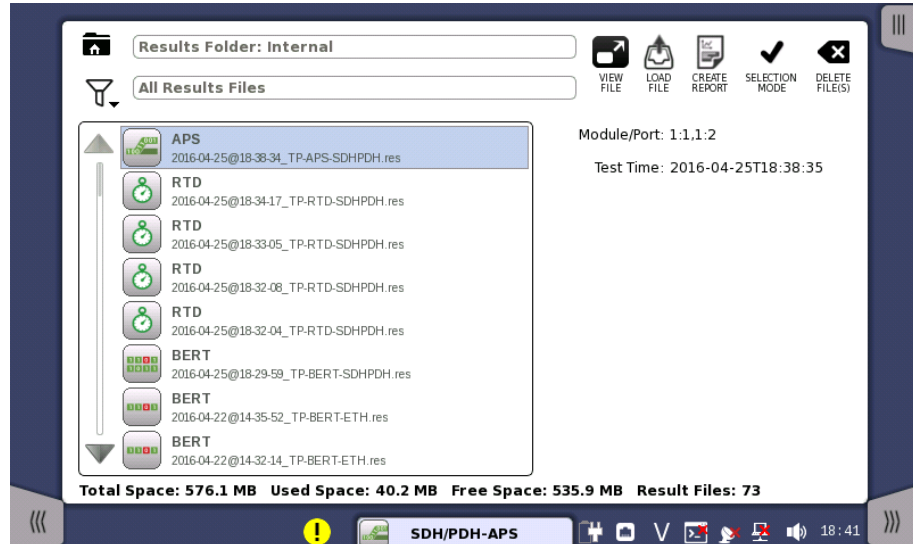 Results Folder: Internal
VIEW FILE
LOAD FILE
CREATE REPORT
SELECTION MODE
DELETE FILE(S)
All Results Files
APS
2016-04-25@18-38-34_TP-APS-SDHPDH.res
RTD
2016-04-25@18-34-17_TP-RTD-SDHPDH.res
RTD
2016-04-25@18-33-05_TP-RTD-SDHPDH.res
RTD
2016-04-25@18-32-08_TP-RTD-SDHPDH.res
RTD
2016-04-25@18-32-04_TP-RTD-SDHPDH.res
BERT
2016-04-25@18-29-59_TP-BERT-SDHPDH.res
BERT
2016-04-22@14-35-52_TP-BERT-ETH.res
BERT
2016-04-22@14-32-14_TP-BERT-ETH.res
Module/Port: 1:1,1:2
Test Time: 2016-04-25T18:38:35
Total Space: 576.1 MB Used Space: 40.2 MB Free Space: 535.9 MB Result Files: 73
SDH/PDH-APS
V
18:41